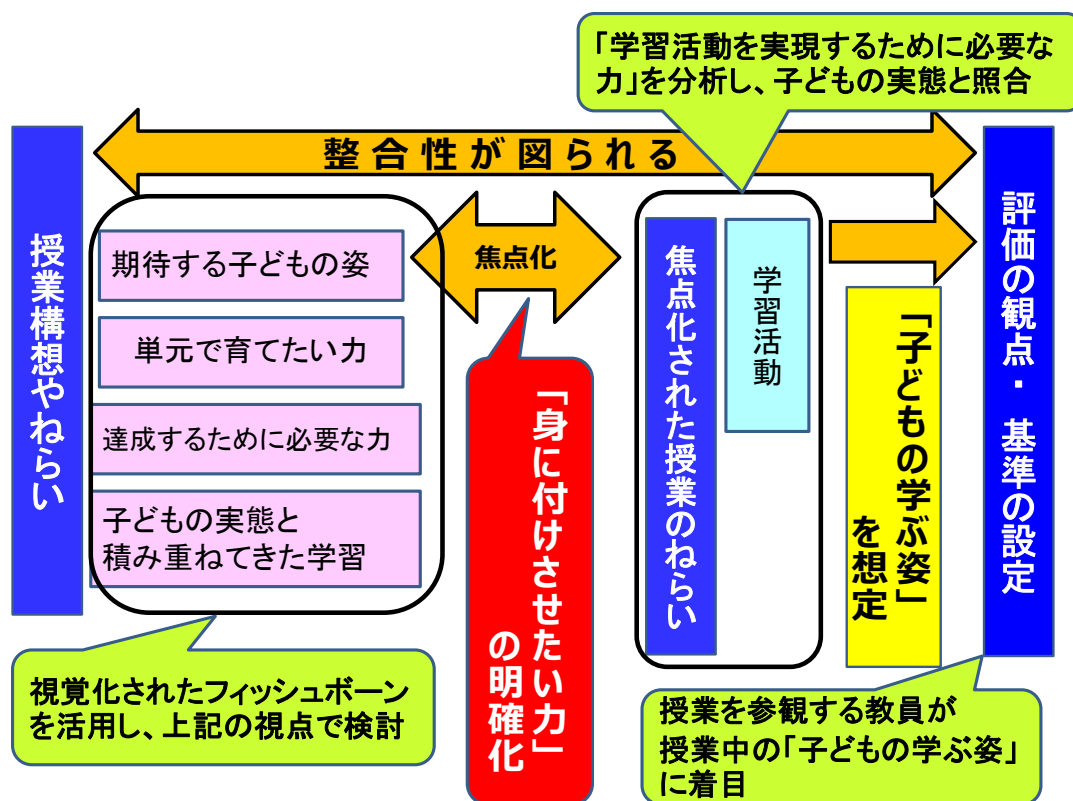 「学習活動を実現するために必要な
力」を分析し、子どもの実態と照合
整合性が図られる
授業構想やねらい
期待する子どもの姿
単元で育てたい力
達成するために必要な力
子どもの実態と
積み重ねてきた学習
焦点化
「身に付けさせたい力」
の明確化
焦点化された授業のねらい
学習活動
「子どもの学ぶ姿」
を想定
評価の観点・基準の設定
視覚化されたフィッシュボーン
を活用し、上記の視点で検討
授業を参観する教員が
授業中の「子どもの学ぶ姿」
に着目